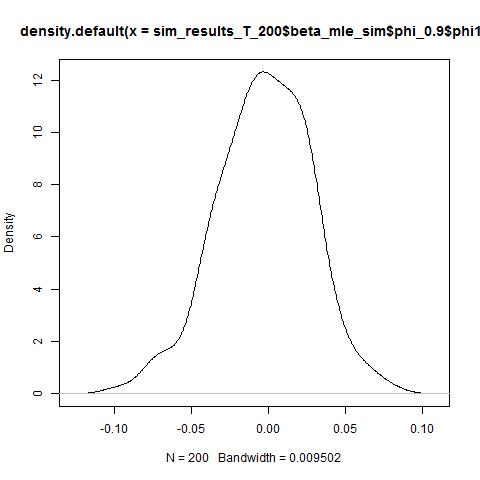 density.default(x = sim_results_T_200$beta_mle_sim$phi_0.9$phi1
Density
12
10
8
6
4
2
0
-0.10 -0.05 0.00 0.05 0.10
N = 200 Bandwidth = 0.009502